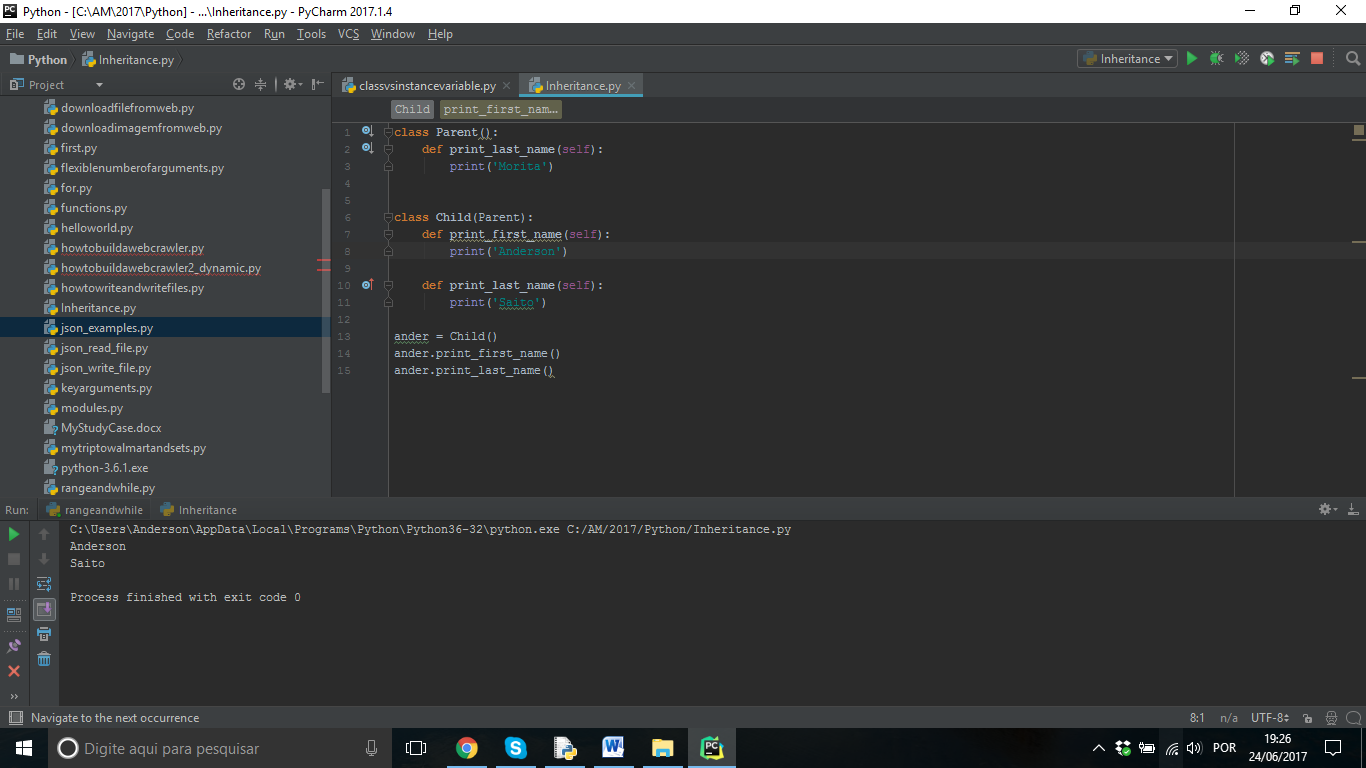 Python - [C:\AM\2017\Python] - ...\Inheritance.py - PyCharm 2017.1.4
File Edit View Navigate Code Refactor Run Tools VCS Window Help
Python Inheritance.py Inheritance
Project classvsinstancevariable.py Inheritance.py
Child print_first_nam...
downloadfilefromweb.py
downloadimagemfromweb.py
first.py
flexiblenumberofarguments.py
for.py
functions.py
helloworld.py
howtobuildawebcrawler.py
howtobuildawebcrawler2_dynamic.py
howtowriteandwritefiles.py
Inheritance.py
json_examples.py
json_read_file.py
json_write_file.py
keyarguments.py
modules.py
MyStudyCase.docx
mytriptowalmartandsets.py
python-3.6.1.exe
rangeandwhile.py
1 class Parent():
2 def print_last_name(self):
3 print('Morita')
4
5
6 class Child(Parent):
7 def print_first_name(self):
8 print('Anderson')
9
10 def print_last_name(self):
11 print('Saito')
12
13 ander = Child()
14 ander.print_first_name()
15 ander.print_last_name()
Run: rangeandwhile Inheritance
C:\Users\Anderson\AppData\Local\Programs\Python\Python36-32\python.exe C:/AM/2017/Python/Inheritance.py
Anderson
Saito
Process finished with exit code 0
Navigate to the next occurrence 8:1 n/a UTF-8
Digite aqui para pesquisar
PC
POR
19:26
24/06/2017